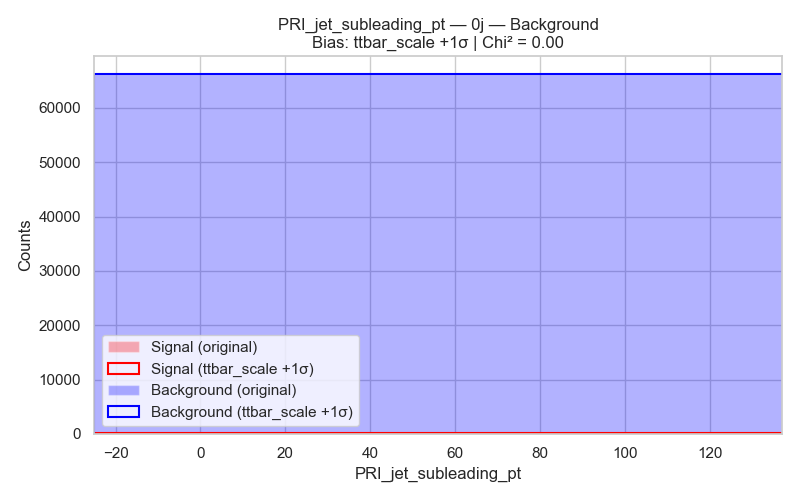 PRI_jet_subleading_pt — 0j — Background
Bias: ttbar_scale +1σ | Chi² = 0.00
Counts
60000
50000
40000
30000
20000
10000
0
Signal (original)
Signal (ttbar_scale +1σ)
Background (original)
Background (ttbar_scale +1σ)
−20 0 20 40 60 80 100 120
PRI_jet_subleading_pt